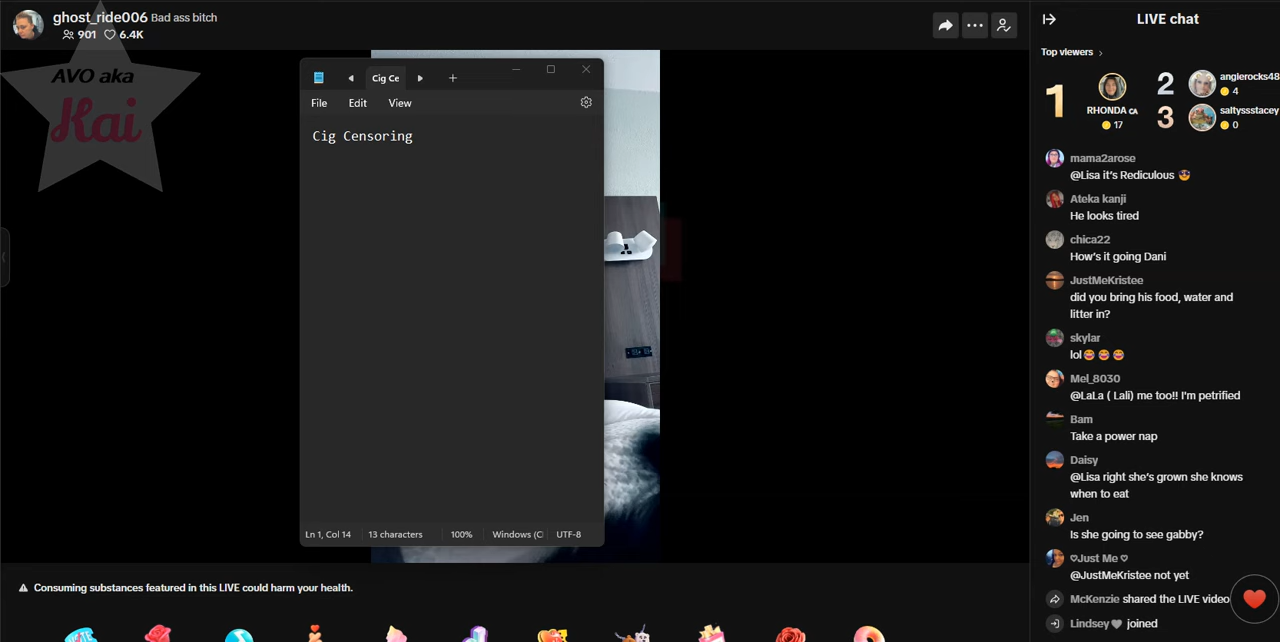 ghost_ride006 Bad ass bitch
901 6.4K
AVO aka
Kai
Cig Ce
File Edit View
Cig Censoring
Ln 1, Col 14 13 characters 100% Windows (C UTF-8
Consuming substances featured in this LIVE could harm your health.
LIVE chat
Top viewers
1
RHONDA CA
17
2
anglerocks48
4
3
saltyssstacey
0
mama2arose
@Lisa it's Rediculous
Ateka kanji
He looks tired
chica22
How's it going Dani
JustMeKristee
did you bring his food, water and
litter in?
skylar
lol
Mel_8030
@LaLa ( Lali) me too!! I'm petrified
Bam
Take a power nap
Daisy
@Lisa right she's grown she knows
when to eat
Jen
Is she going to see gabby?
♡Just Me ♡
@JustMeKristee not yet
McKenzie shared the LIVE video
Lindsey🖤 joined